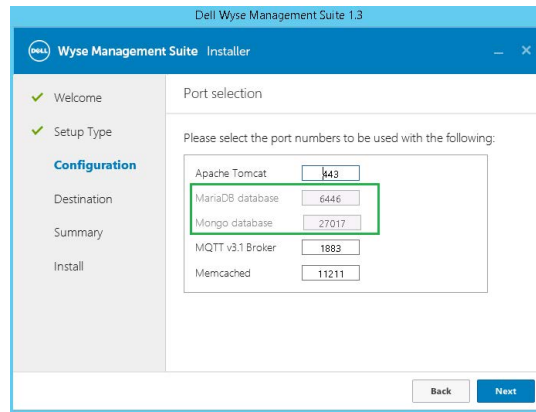 Dell Wyse Management Suite 1.3
DELL Wyse Management Suite Installer
Welcome
Port selection
Setup Type
Please select the port numbers to be used with the following:
Configuration
Apache Tomcat 443
Destination
MariaDB database 6446
Summary
Mongo database 27017
MQTT v3.1 Broker 1883
Install
Memcached 11211
Back Next